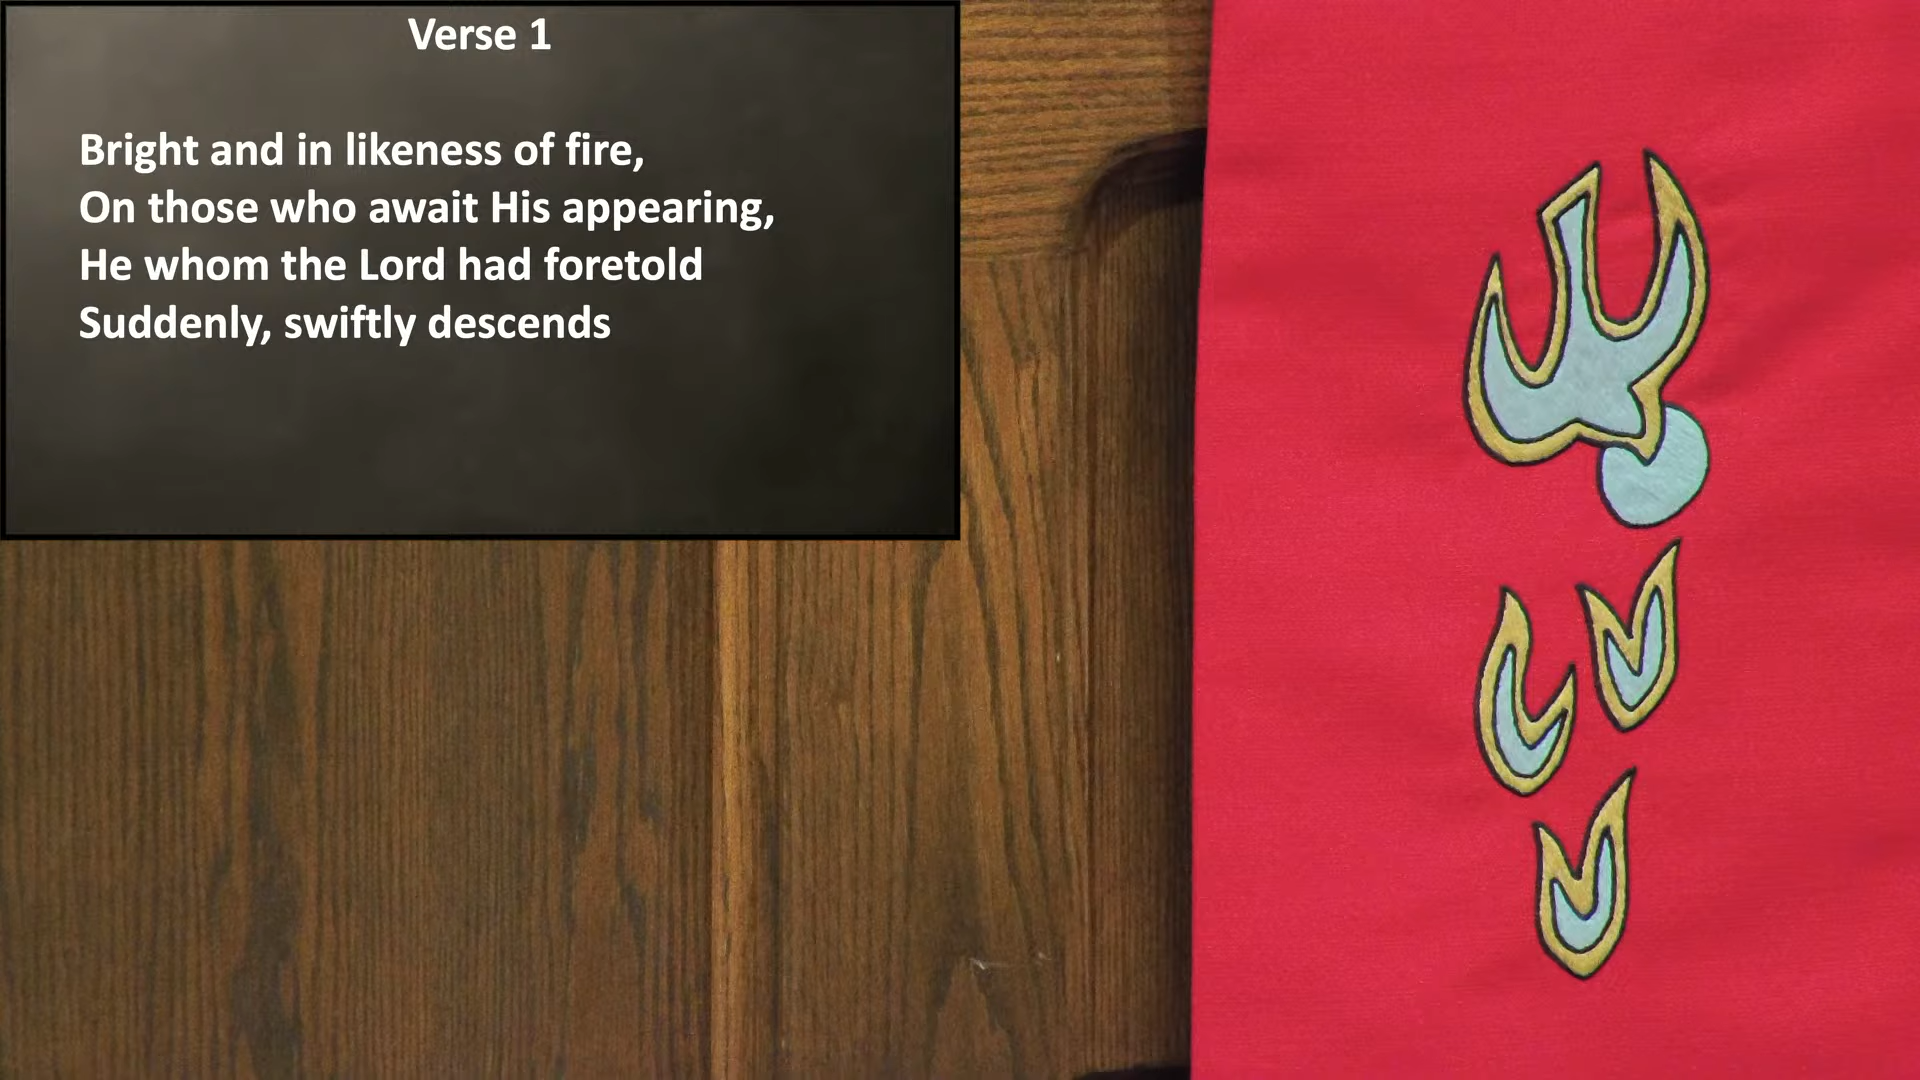 Verse 1
Bright and in likeness of fire,
On those who await His appearing,
He whom the Lord had foretold
Suddenly, swiftly descends